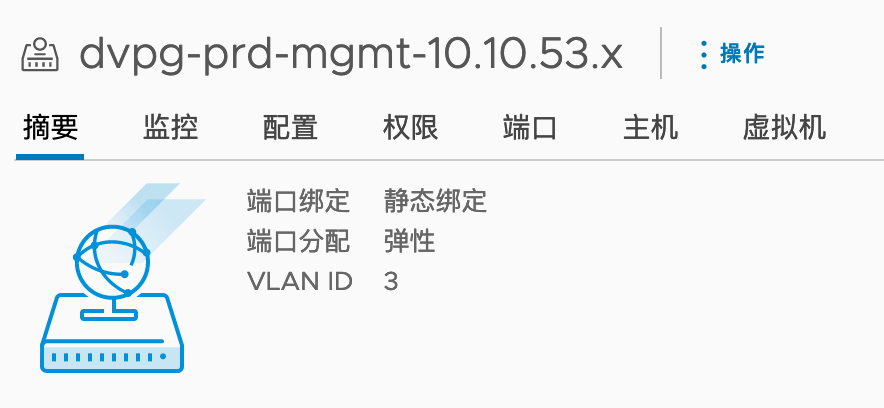 dvpg-prd-mgmt-10.10.53.x 操作
摘要 监控 配置 权限 端口 主机 虚拟机
端口绑定 静态绑定
端口分配 弹性
VLAN ID 3